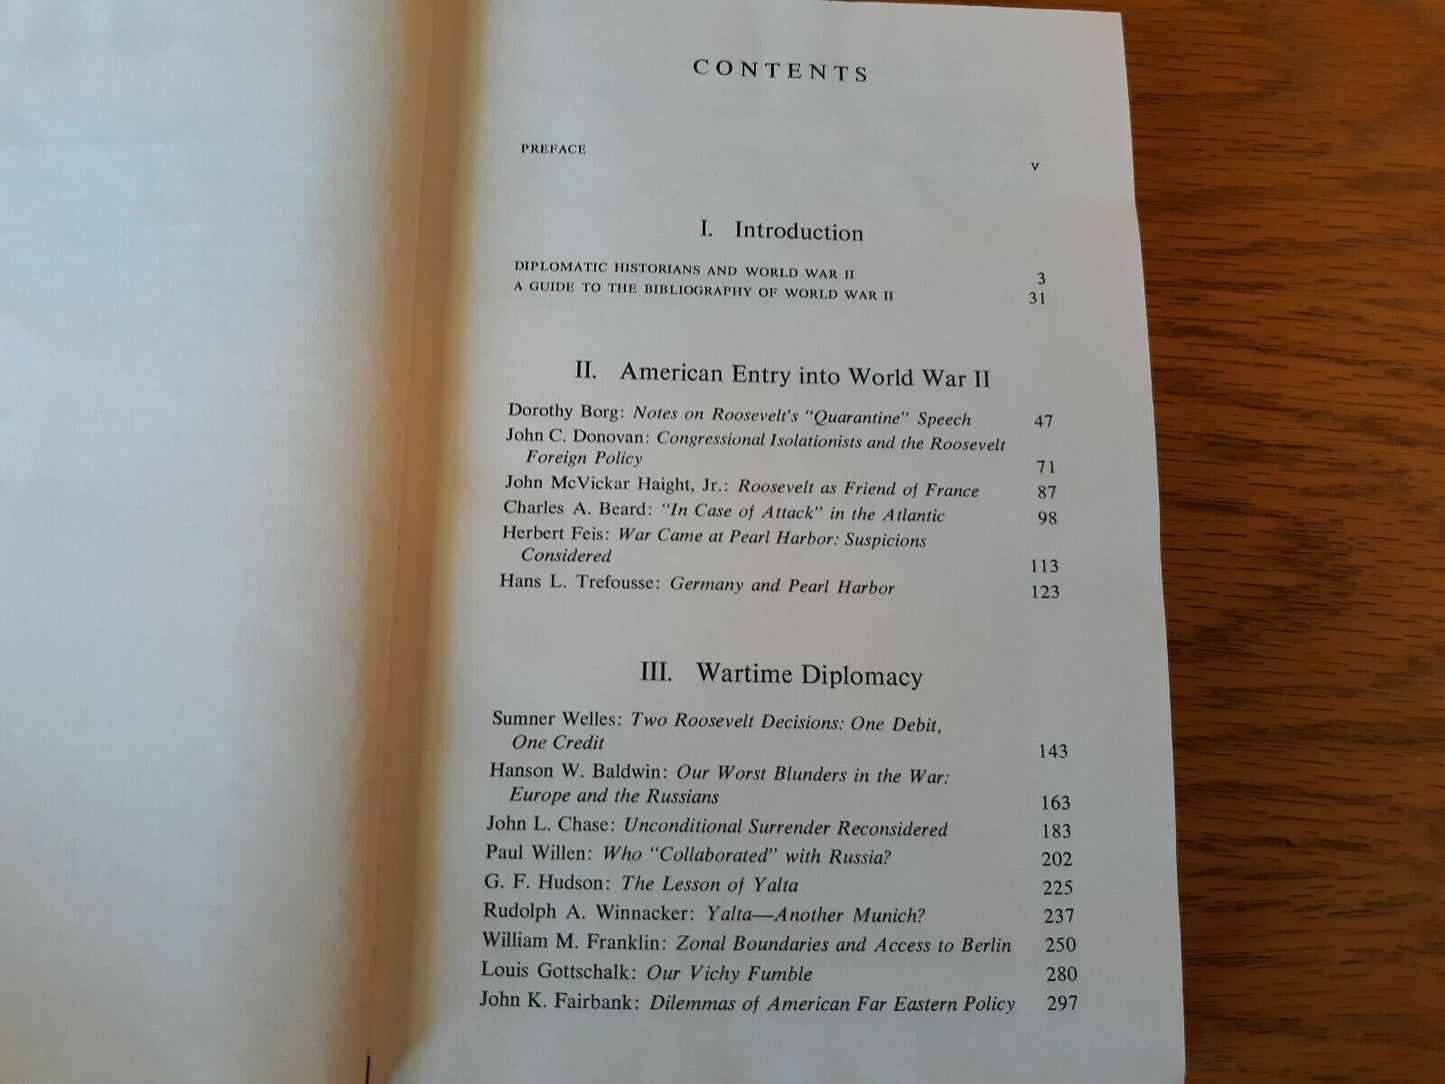 CONTENTS
PREFACE v
I. Introduction
DIPLOMATIC HISTORIANS AND WORLD WAR II 3
A GUIDE TO THE BIBLIOGRAPHY OF WORLD WAR II 31
II. American Entry into World War II
Dorothy Borg: Notes on Roosevelt's "Quarantine" Speech 47
John C. Donovan: Congressional Isolationists and the Roosevelt
Foreign Policy 71
John McVickar Haight, Jr.: Roosevelt as Friend of France 87
Charles A. Beard: "In Case of Attack" in the Atlantic 98
Herbert Feis: War Came at Pearl Harbor: Suspicions
Considered 113
Hans L. Trefousse: Germany and Pearl Harbor 123
III. Wartime Diplomacy
Sumner Welles: Two Roosevelt Decisions: One Debit,
One Credit 143
Hanson W. Baldwin: Our Worst Blunders in the War:
Europe and the Russians 163
John L. Chase: Unconditional Surrender Reconsidered 183
Paul Willen: Who "Collaborated" with Russia? 202
G. F. Hudson: The Lesson of Yalta 225
Rudolph A. Winnacker: Yalta—Another Munich? 237
William M. Franklin: Zonal Boundaries and Access to Berlin 250
Louis Gottschalk: Our Vichy Fumble 280
John K. Fairbank: Dilemmas of American Far Eastern Policy 297